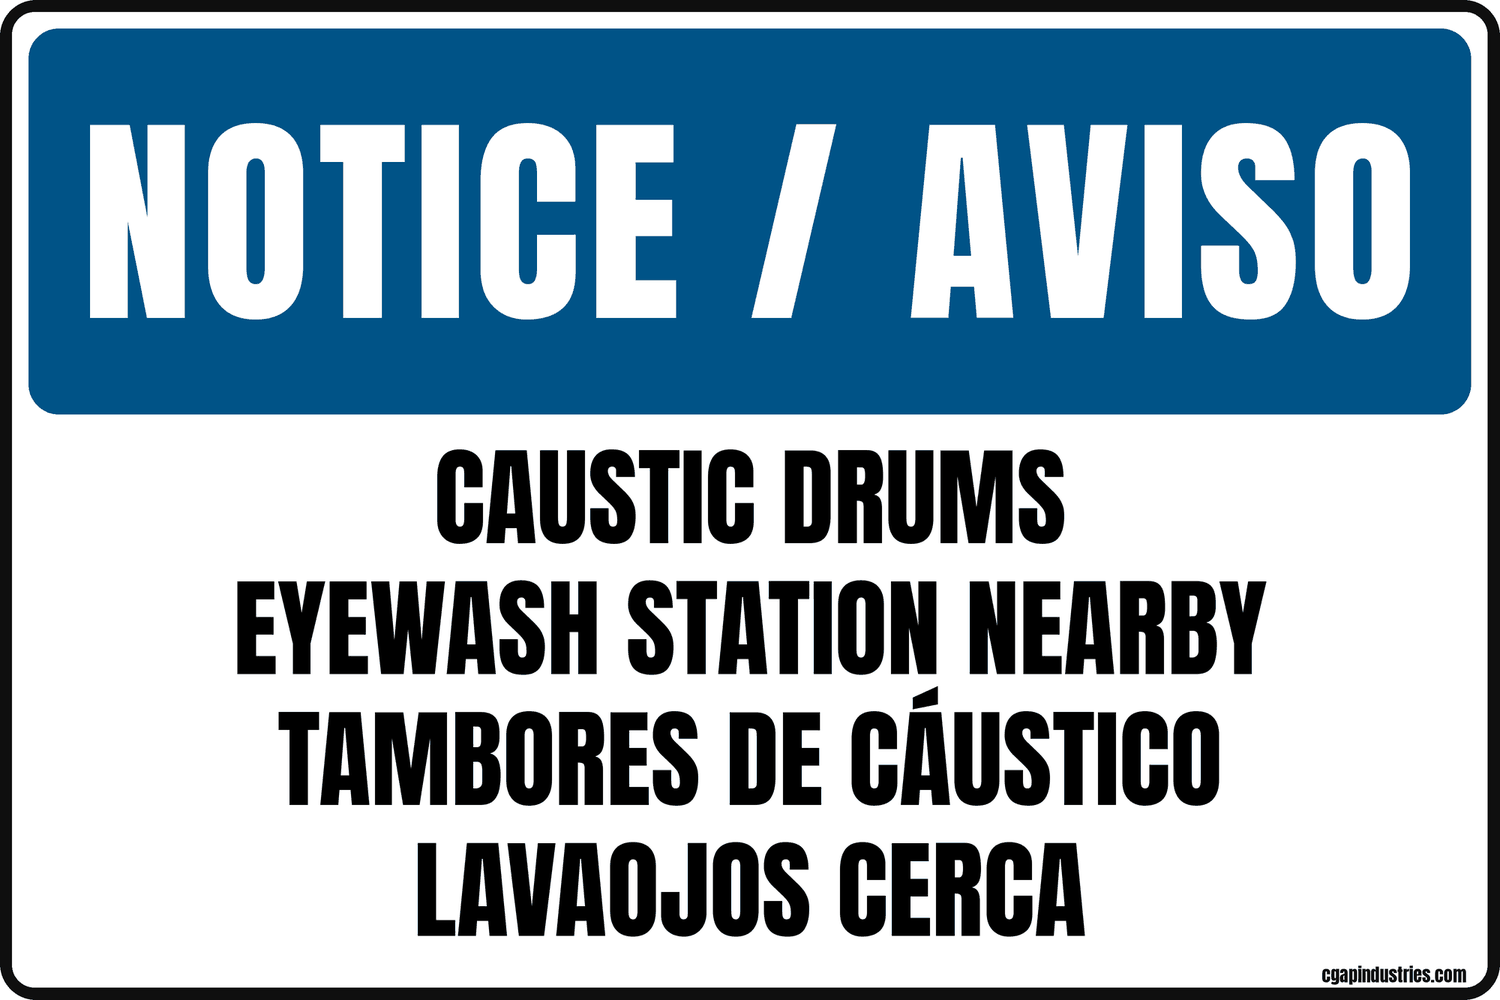 NOTICE / AVISO
CAUSTIC DRUMS
EYEWASH STATION NEARBY
TAMBORES DE CÁUSTICO
LAVAOJOS CERCA
cgapindustries.com